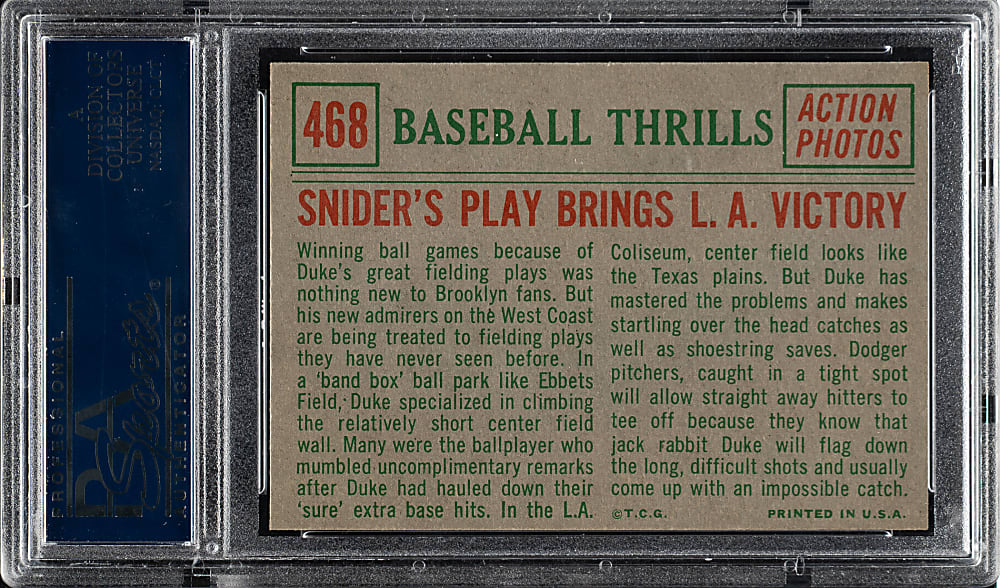 A
DIVISION OF
COLLECTORS
UNIVERSE
NASDAQ: CLCT
PROFESSIONAL
PSA
Sports
AUTHENTICATOR
468
BASEBALL THRILLS
ACTION
PHOTOS
SNIDER'S PLAY BRINGS L. A. VICTORY
Winning ball games because of
Duke's great fielding plays was
nothing new to Brooklyn fans. But
his new admirers on the West Coast
are being treated to fielding plays
they have never seen before. In
a 'band box' ball park like Ebbets
Field, Duke specialized in climbing
the relatively short center field
wall. Many were the ballplayer who
mumbled uncomplimentary remarks
after Duke had hauled down their
'sure' extra base hits. In the L.A.
Coliseum, center field looks like
the Texas plains. But Duke has
mastered the problems and makes
startling over the head catches as
well as shoestring saves. Dodger
pitchers, caught in a tight spot
will allow straight away hitters to
tee off because they know that
jack rabbit Duke will flag down
the long, difficult shots and usually
come up with an impossible catch.
©T.C.G.
PRINTED IN U.S.A.